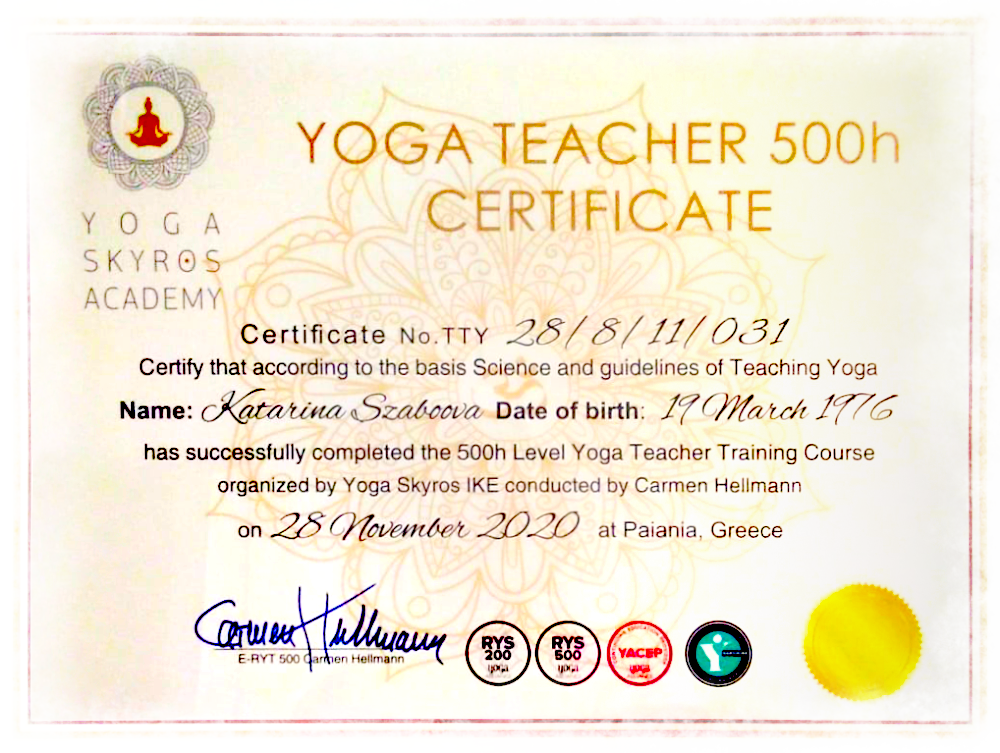 YOGA
SKYROS
ACADEMY
YOGA TEACHER 500h
CERTIFICATE
Certificate No.TTY 28/8/11/031
Certify that according to the basis Science and guidelines of Teaching Yoga
Name: Katarina Szaboova Date of birth: 19 March 1976
has successfully completed the 500h Level Yoga Teacher Training Course
organized by Yoga Skyros IKE conducted by Carmen Hellmann
on 28 November 2020 at Paiania, Greece
Carmen Hellmann
E-RYT 500 Carmen Hellmann
RYS
200
yoga
RYS
500
yoga
YACEP
yoga